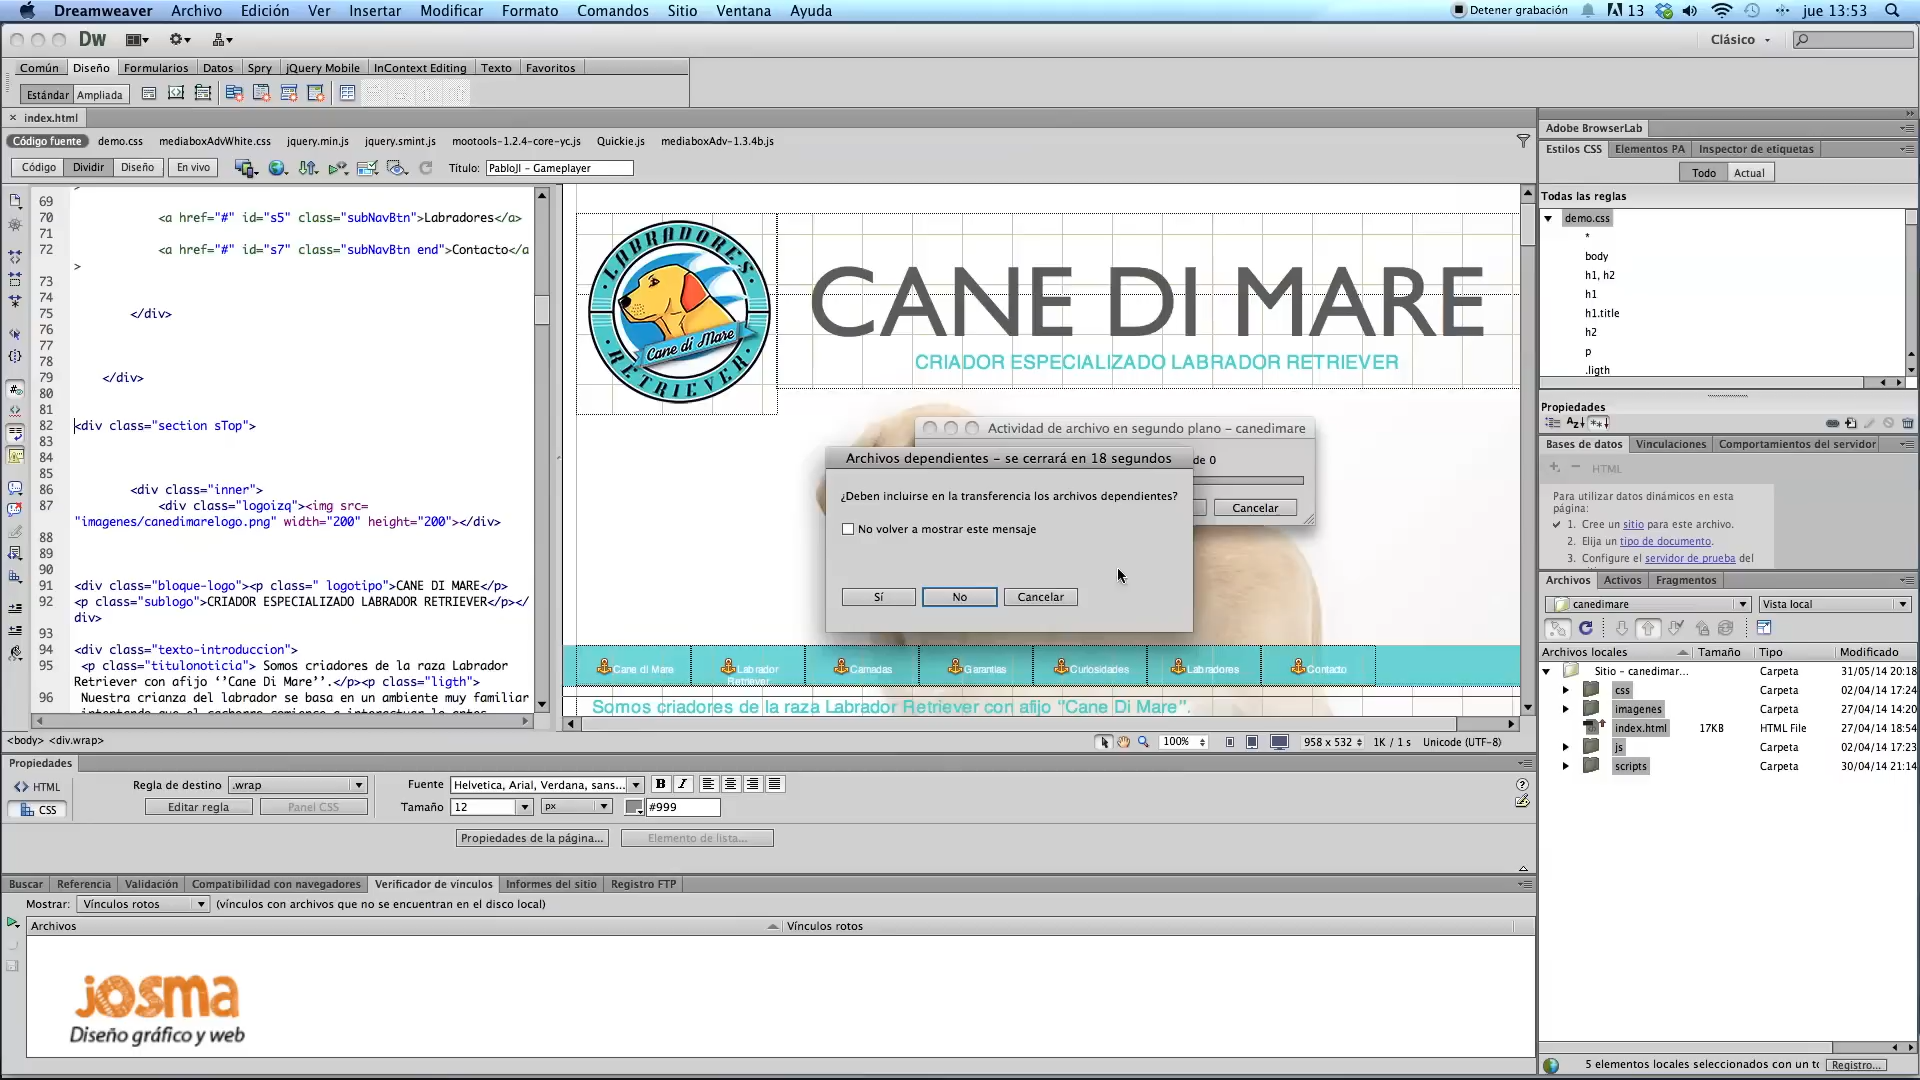 Dreamweaver Archivo Edición Ver Insertar Modificar Formato Comandos Sitio Ventana Ayuda Detener grabación 13 jue 13:53
Dw Clásico
Común Diseño Formularios Datos Spry jQuery Mobile InContext Editing Texto Favoritos
Estándar Ampliada
index.html
Código fuente demo.css mediaboxAdvWhite.css jquery.min.js jquery.smint.js mootools-1.2.4-core-yc.js Quickie.js mediaboxAdv-1.3.4b.js
Código Dividir Diseño En vivo Título: PabloJI - Gameplayer
>
69
70 <a href="#" id="s5" class="subNavBtn">Labradores</a>
71
72 <a href="#" id="s7" class="subNavBtn end">Contacto</a
>
73
74
75 </div>
76
77
78
79 </div>
80
81
82 <div class="section sTop">
83
84
85
86 <div class="inner">
87 <div class="logoizq"><img src=
"imagenes/canedimarelogo.png" width="200" height="200"></div>
88
89
90
91 <div class="bloque-logo"><p class=" logotipo">CANE DI MARE</p>
92 <p class="sublogo">CRIADOR ESPECIALIZADO LABRADOR RETRIEVER</p></
div>
93
94 <div class="texto-introduccion">
95 <p class="titulonoticia"> Somos criadores de la raza Labrador
Retriever con afijo ‘’Cane Di Mare’’.</p><p class="ligth">
96 Nuestra crianza del labrador se basa en un ambiente muy familiar
LABRADORES
Cane di Mare
RETRIEVER
CANE DI MARE
CRIADOR ESPECIALIZADO LABRADOR RETRIEVER
Actividad de archivo en segundo plano - canedimare
de 0
Cancelar
Archivos dependientes - se cerrará en 18 segundos
¿Deben incluirse en la transferencia los archivos dependientes?
No volver a mostrar este mensaje
Sí No Cancelar
Cane di Mare Labrador Retriever Camadas Garantías Curiosidades Labradores Contacto
Somos criadores de la raza Labrador Retriever con afijo ‘’Cane Di Mare’’.
<body> <div.wrap> 100% 958 x 532 1K / 1 s Unicode (UTF-8)
Propiedades
HTML Regla de destino .wrap Fuente Helvetica, Arial, Verdana, sans... B I
CSS Editar regla Panel CSS Tamaño 12 px #999
Propiedades de la página... Elemento de lista...
Buscar Referencia Validación Compatibilidad con navegadores Verificador de vínculos Informes del sitio Registro FTP
Mostrar: Vínculos rotos (vínculos con archivos que no se encuentran en el disco local)
Archivos Vínculos rotos
josma
Diseño gráfico y web
Adobe BrowserLab
Estilos CSS Elementos PA Inspector de etiquetas
Todo Actual
Todas las reglas
demo.css
*
body
h1, h2
h1
h1.title
h2
p
.ligth
Propiedades
Az
Bases de datos Vinculaciones Comportamientos del servidor
HTML
Para utilizar datos dinámicos en esta
página:
1. Cree un sitio para este archivo.
2. Elija un tipo de documento.
3. Configure el servidor de prueba del
Archivos Activos Fragmentos
canedimare Vista local
Archivos locales Tamaño Tipo Modificado
Sitio - canedimar... Carpeta 31/05/14 20:18
css Carpeta 02/04/14 17:24
imagenes Carpeta 27/04/14 14:20
index.html 17KB HTML File 27/04/14 18:54
js Carpeta 02/04/14 17:23
scripts Carpeta 30/04/14 21:14
5 elementos locales seleccionados con un to Registro...